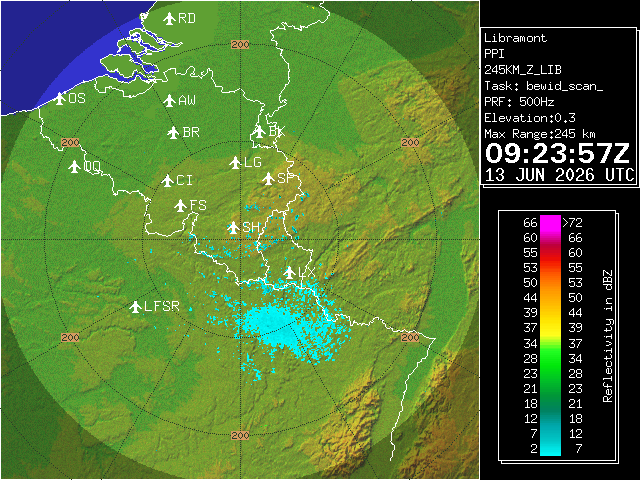 RD
200
OS
AW
BR
BK
200
200
LG
QQ
CI
SP
FS
SH
LX
LFSR
200
200
200
Libramont
PPI
245KM_Z_LIB
Task: bewid_scan_
PRF: 500Hz
Elevation:0.3
Max Range:245 km
09:23:57Z
13 JUN 2026 UTC
66 >72
60 66
55 60
53 55
50 53
44 50
39 44
37 39
34 37
28 34
23 28
21 23
18 21
12 18
7 12
2 7
Reflectivity in dBZ